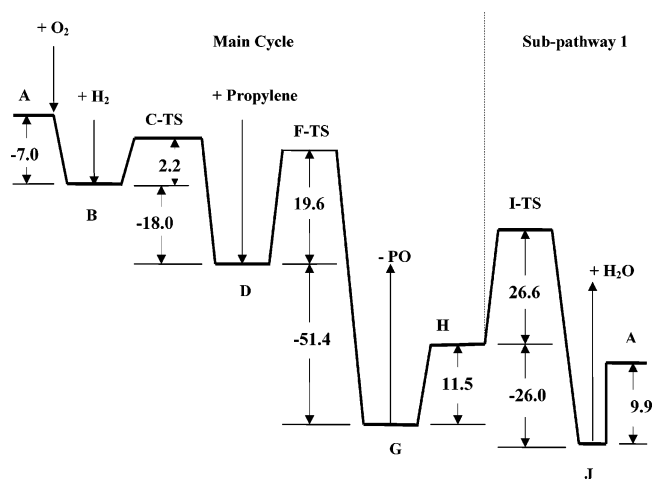 + O₂
Main Cycle
Sub-pathway 1
A
+ H₂
C-TS
+ Propylene
F-TS
-7.0
2.2
B
-18.0
19.6
I-TS
D
- PO
+ H₂O
26.6
H
-51.4
A
11.5
-26.0
9.9
G
J